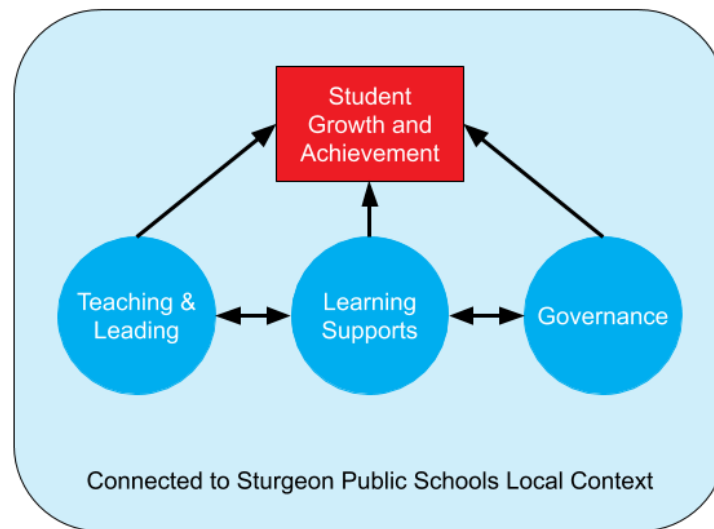 Student
Growth and
Achievement
Teaching &
Leading
Learning
Supports
Governance
Connected to Sturgeon Public Schools Local Context